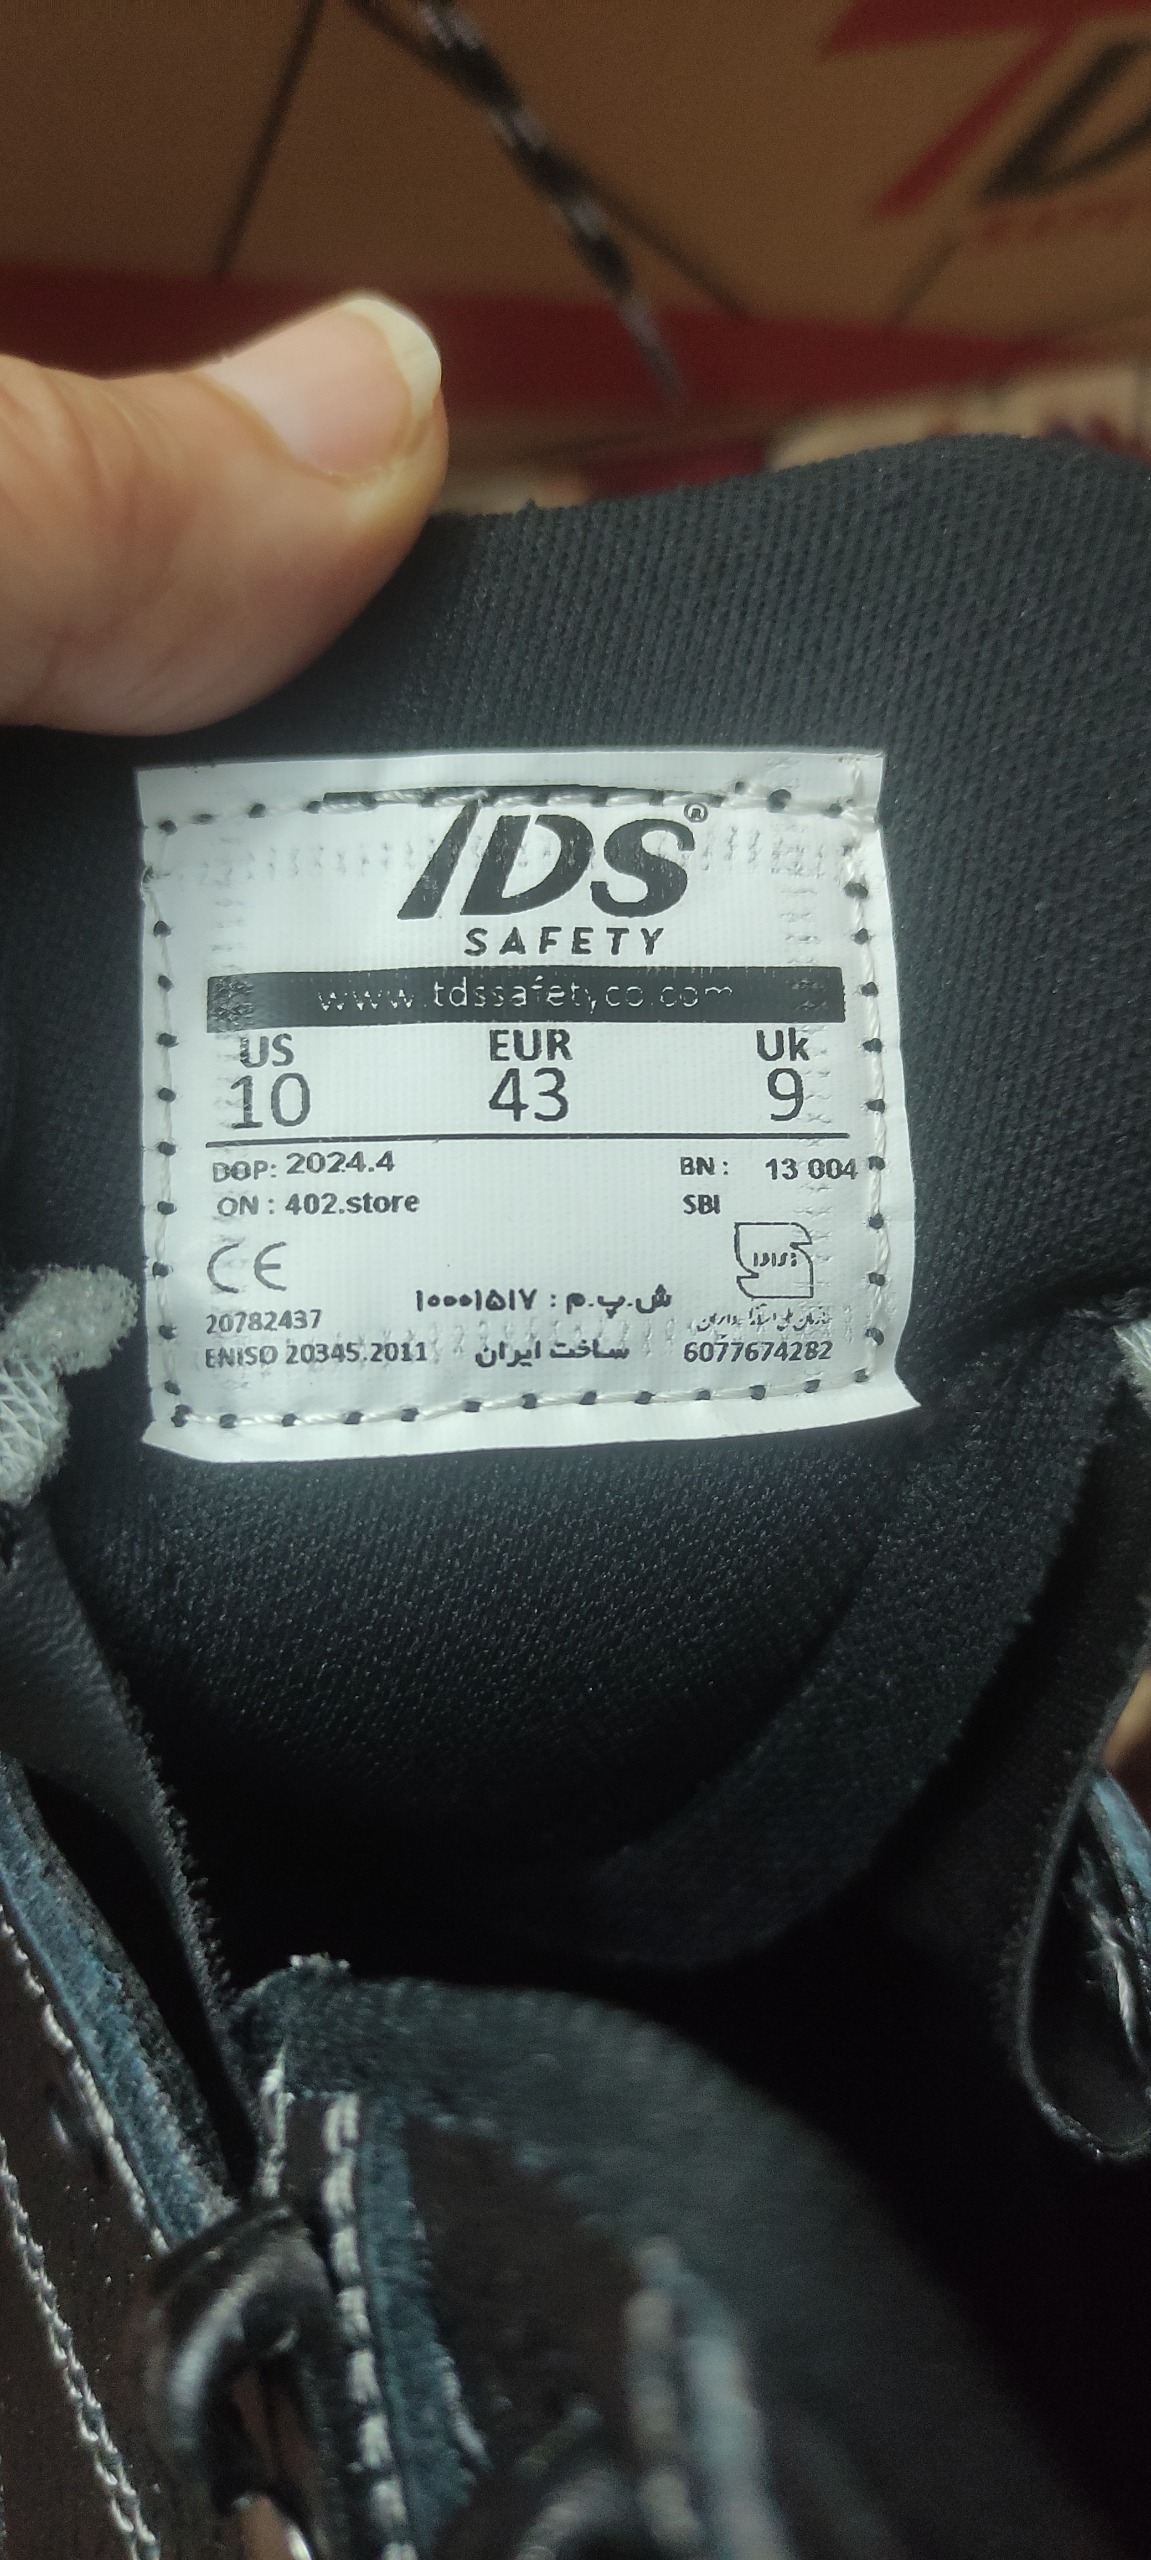 TDS®
SAFETY
www.tdssafetyco.com
US EUR Uk
10 43 9
DOP: 2024.4 BN : 13 004
ON : 402.store SBI
CE
ش.پ.م : ۱۰۰۰۱۵۱۷
20782437
ENISO 20345.2011 ساخت ایران 6077674282